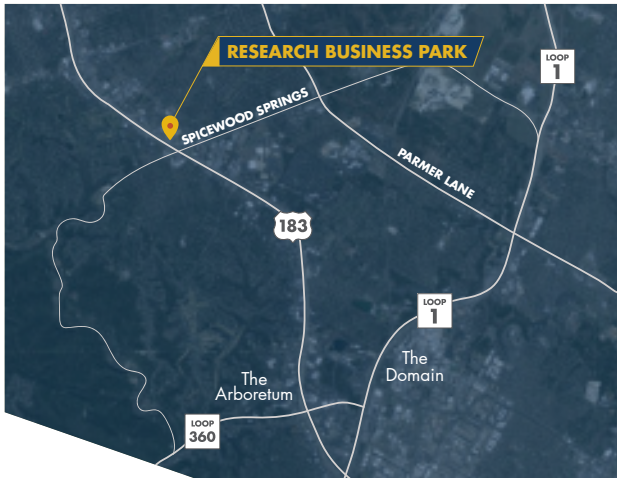 RESEARCH BUSINESS PARK
LOOP
1
SPICEWOOD SPRINGS
PARMER LANE
183
LOOP
1
The
Domain
The
Arboretum
LOOP
360